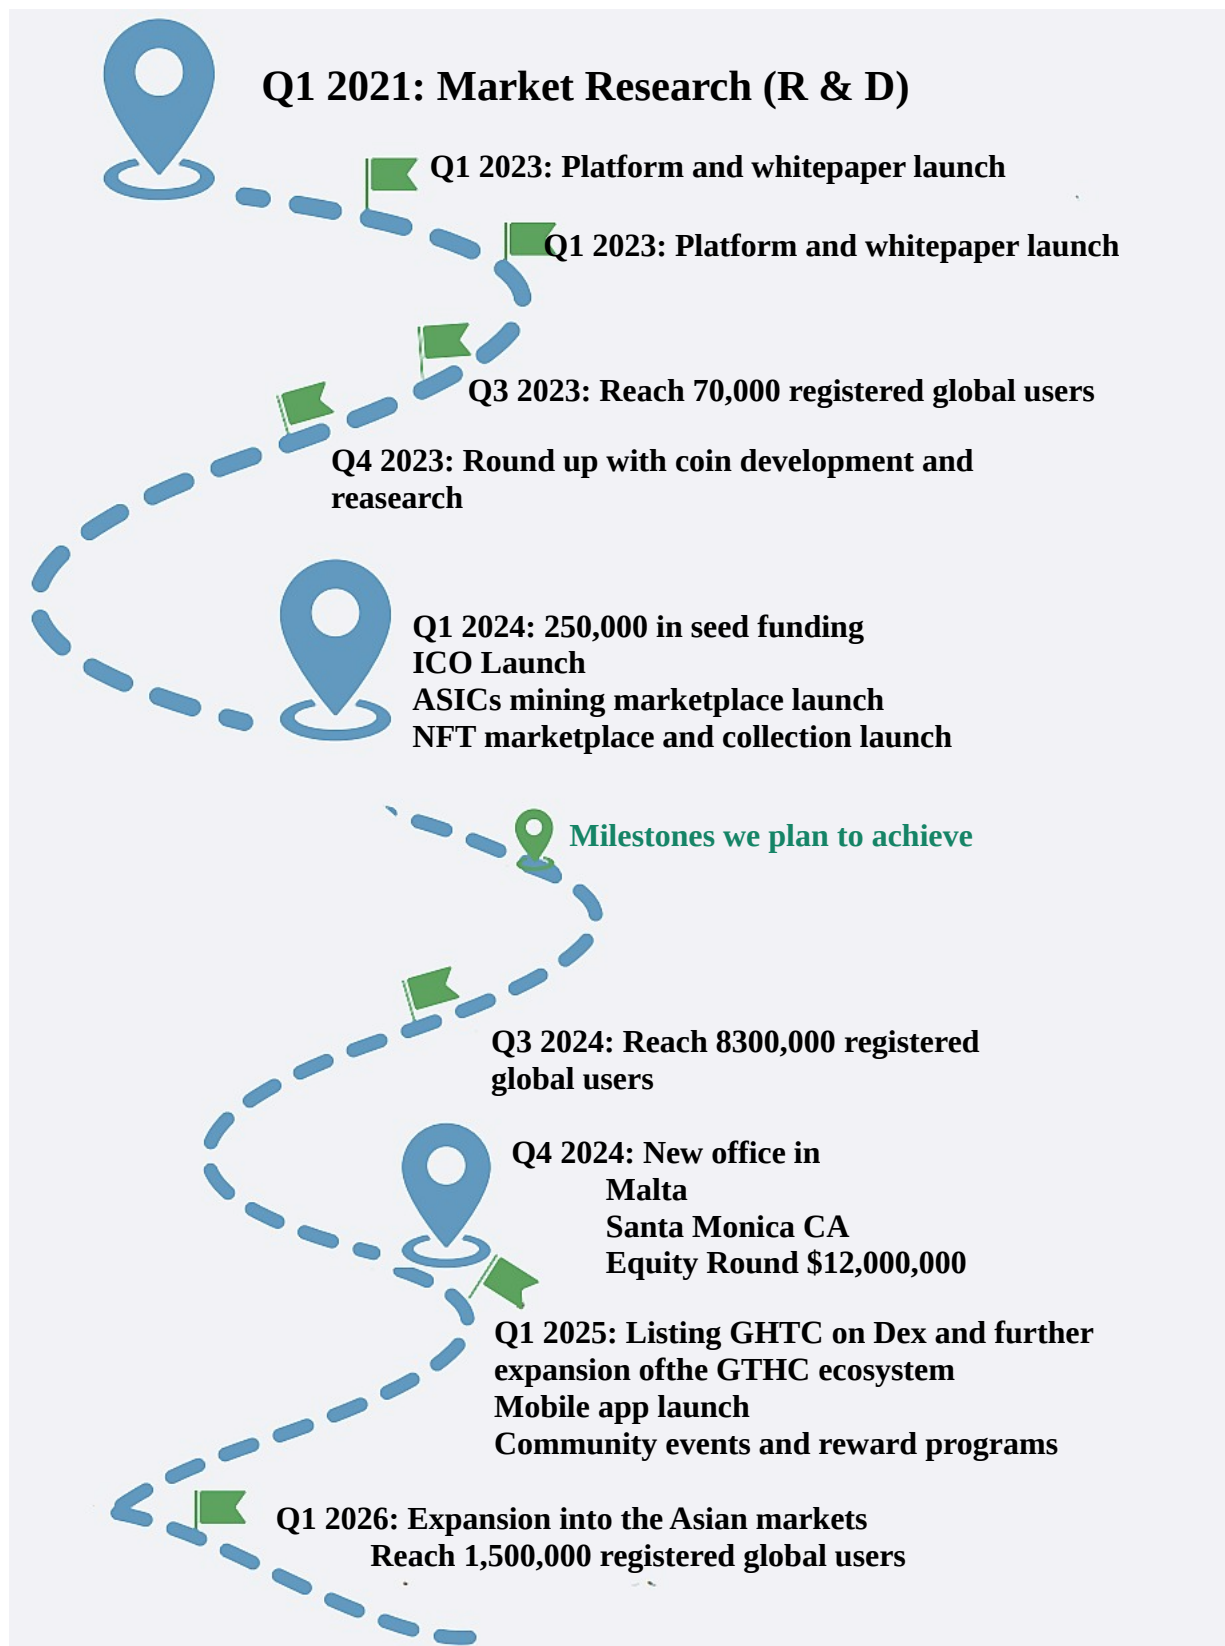 Q1 2021: Market Research (R & D)
Q1 2023: Platform and whitepaper launch
Q1 2023: Platform and whitepaper launch
Q3 2023: Reach 70,000 registered global users
Q4 2023: Round up with coin development and
reasearch
Q1 2024: 250,000 in seed funding
ICO Launch
ASICs mining marketplace launch
NFT marketplace and collection launch
Milestones we plan to achieve
Q3 2024: Reach 8300,000 registered
global users
Q4 2024: New office in
Malta
Santa Monica CA
Equity Round $12,000,000
Q1 2025: Listing GHTC on Dex and further
expansion ofthe GTHC ecosystem
Mobile app launch
Community events and reward programs
Q1 2026: Expansion into the Asian markets
Reach 1,500,000 registered global users